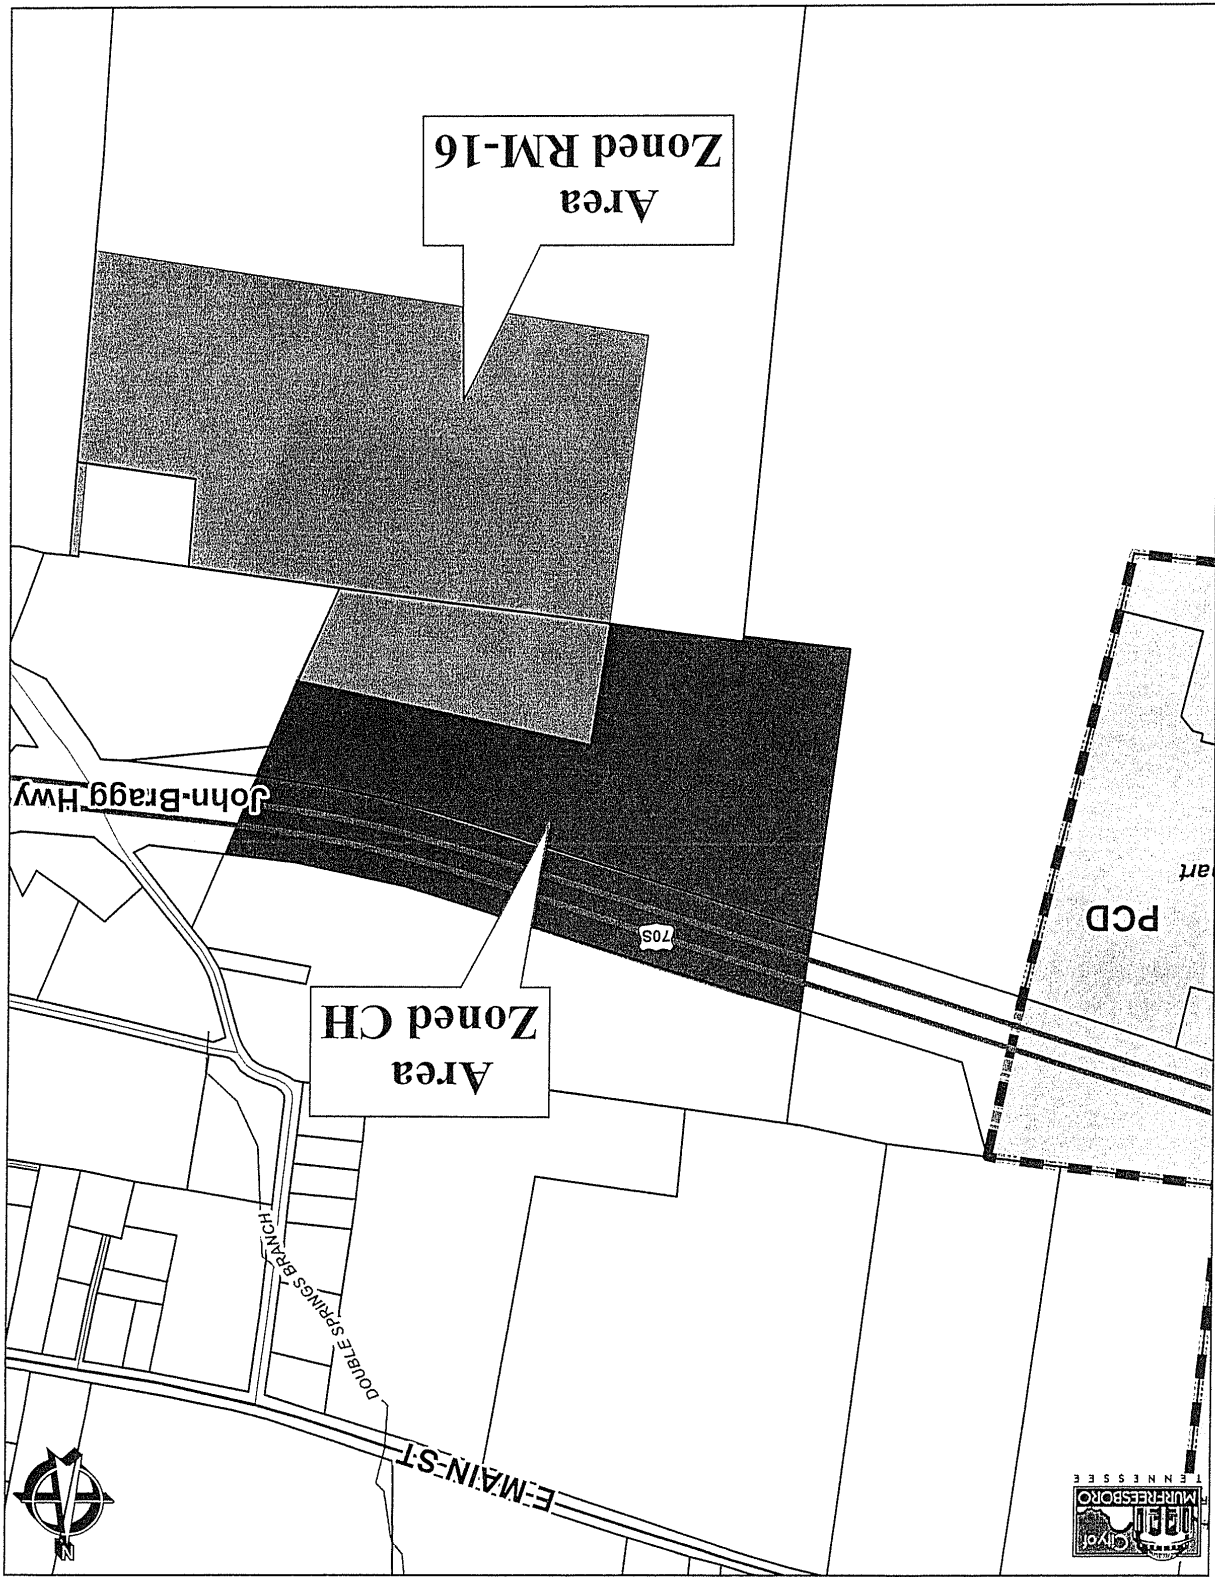 City of
MURFREESBORO
TENNESSEE
N
E MAIN ST
DOUBLE SPRINGS BRANCH
Area
Zoned CH
70S
PCD
John Bragg Hwy
Area
Zoned RM-16